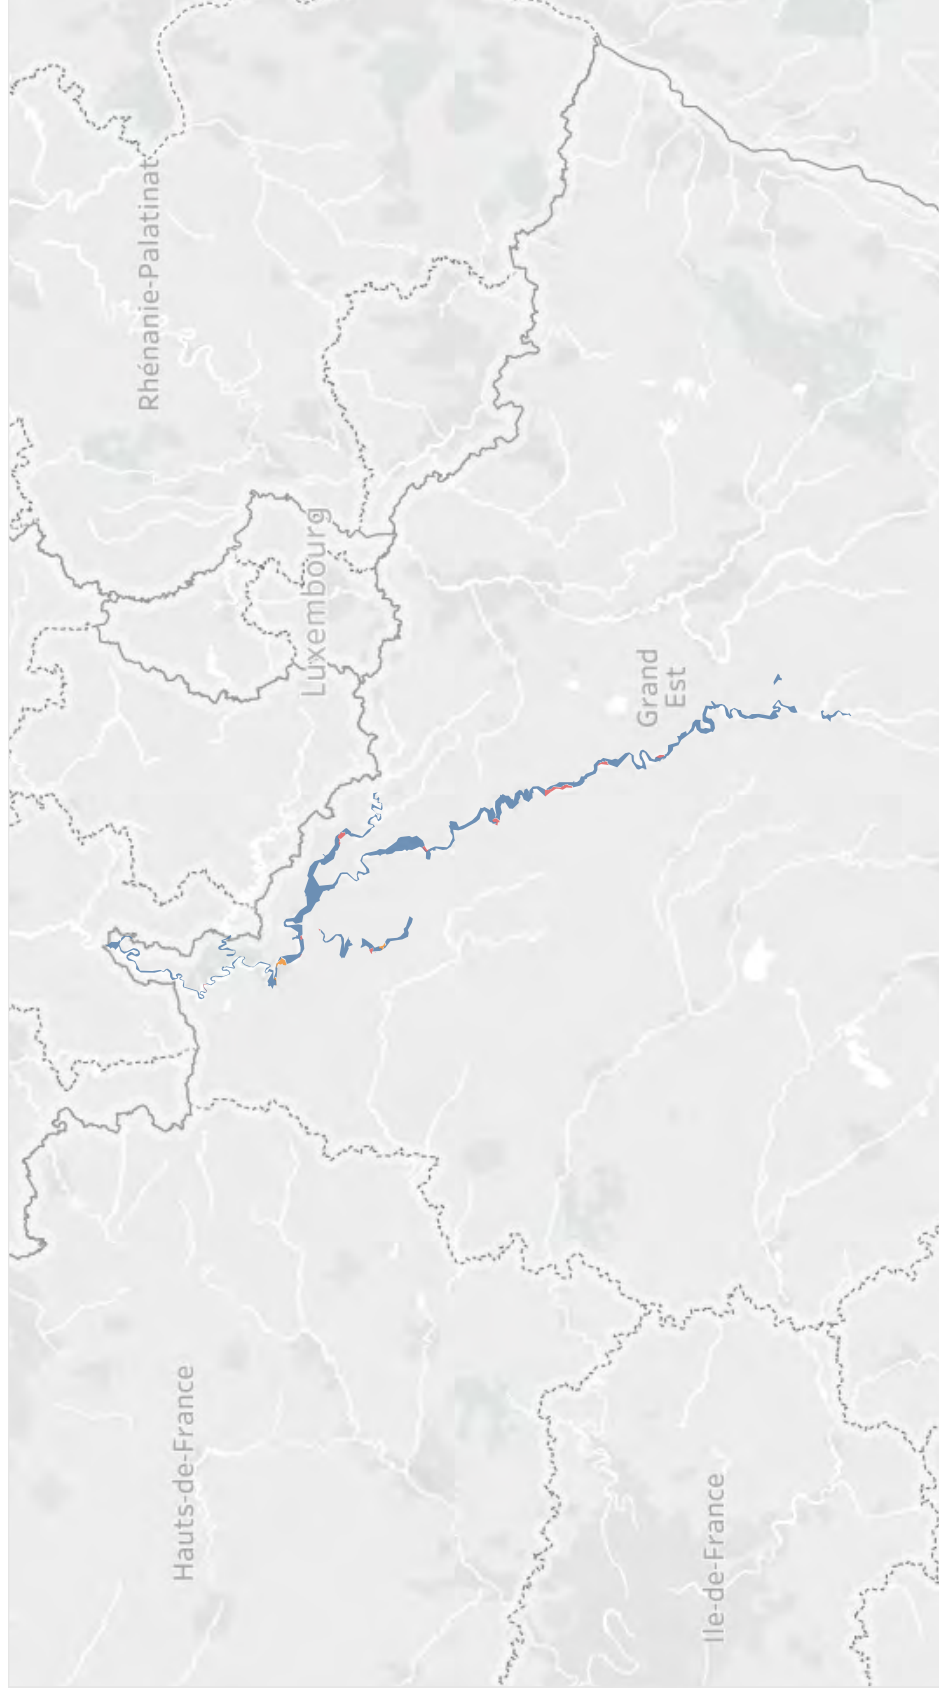 Rhénanie-Palatinat
Luxembourg
Grand
Est
Hauts-de-France
Ile-de-France